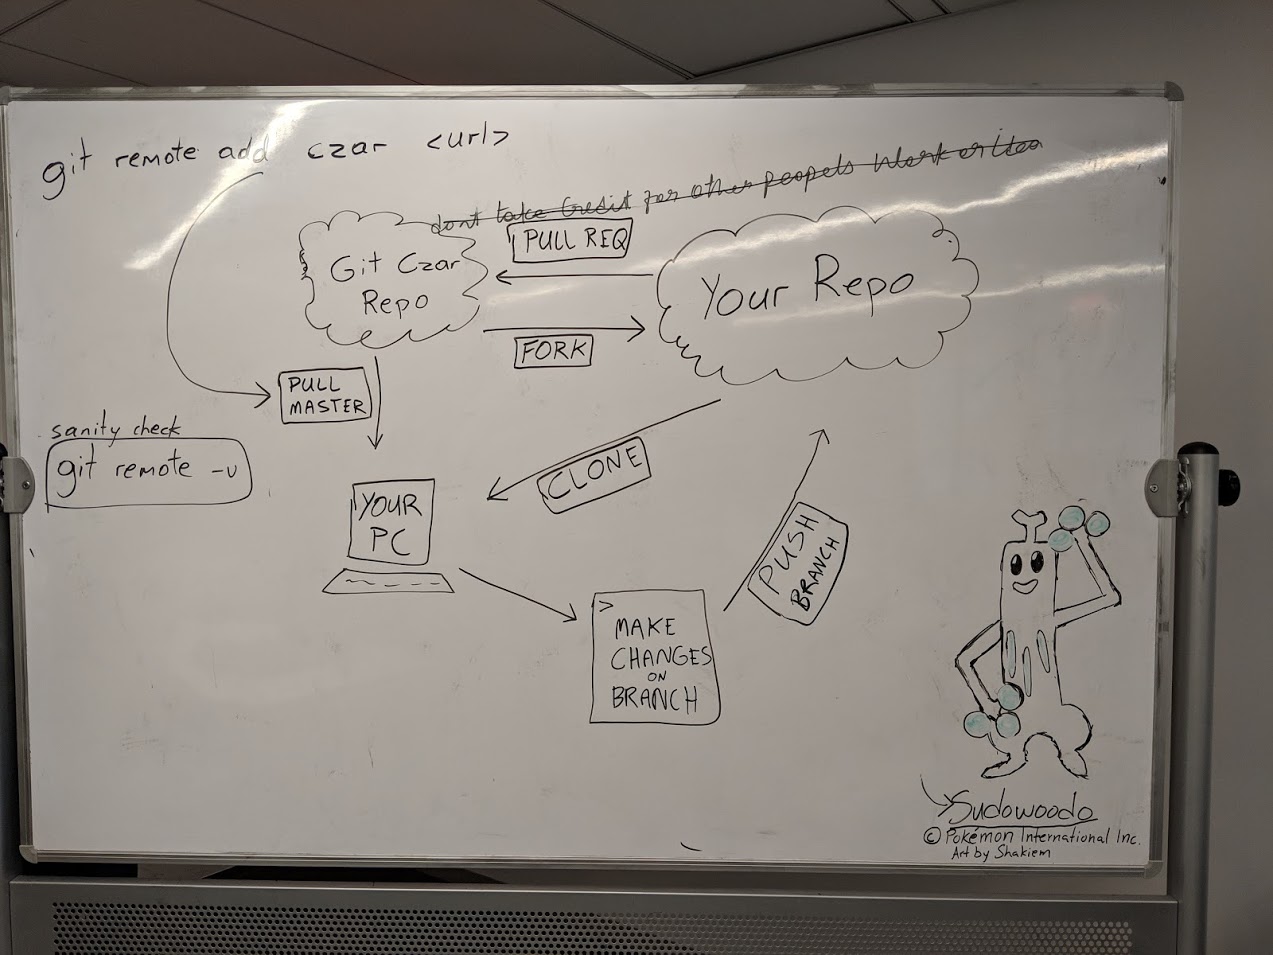 git remote add czar <url>
dont take Credit for other peopels Work or idea
PULL REQ
Git Czar
Repo
Your Repo
FORK
PULL
MASTER
sanity check
git remote -v
CLONE
YOUR
PC
PUSH
BRANCH
>
MAKE
CHANGES
ON
BRANCH
Sudowoodo
© Pokémon International Inc.
Art by Shakiem